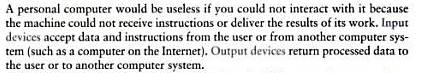 A personal computer would be useless if you could not interact with it because
the machine could not receive instructions or deliver the results of its work. Input
devices accept data and instructions from the user or from another computer sys-
tem (such as a computer on the Internet). Output devices return processed data to
the user or to another computer system.